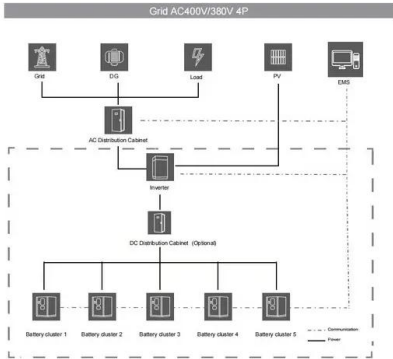 Grid AC400V/380V 4P
Grid
DG
Load
PV
EMS
AC Distribution Cabinet
Inverter
DC Distribution Cabinet (Optional)
Battery cluster 1
Battery cluster 2
Battery cluster 3
Battery cluster 4
Battery cluster 5
Communication
Power